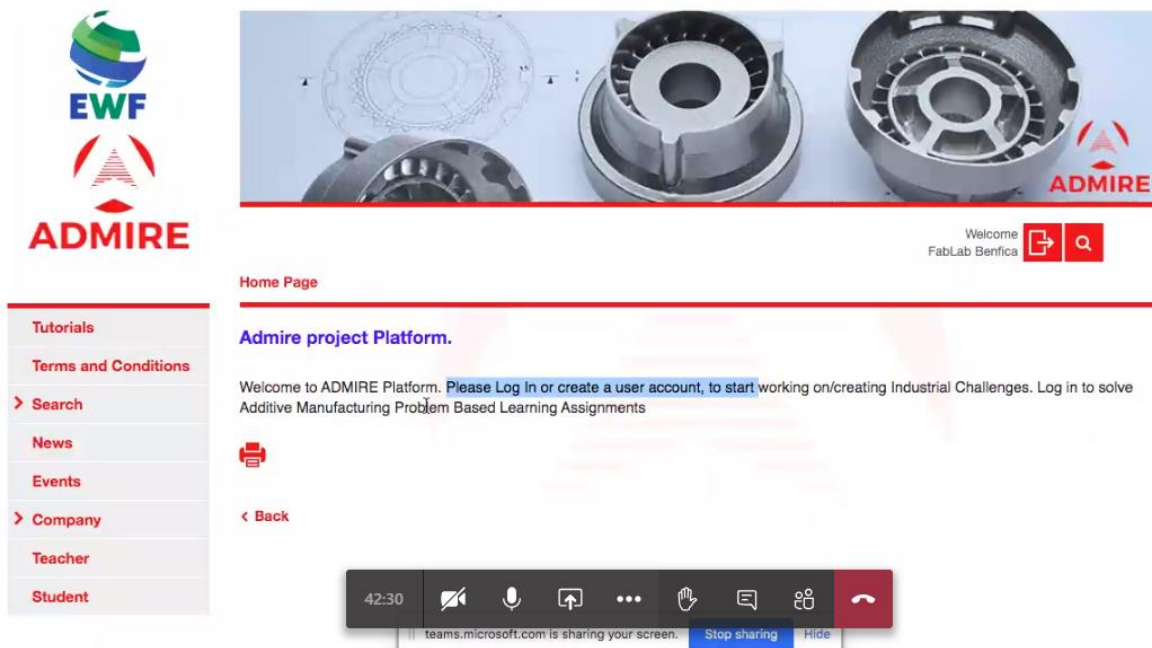 EWF
ADMIRE
ADMIRE
Welcome
FabLab Benfica
Home Page
Tutorials
Terms and Conditions
Search
News
Events
Company
Teacher
Student
Admire project Platform.
Welcome to ADMIRE Platform. Please Log In or create a user account, to start working on/creating Industrial Challenges. Log in to solve
Additive Manufacturing Problem Based Learning Assignments
< Back
42:30
teams.microsoft.com is sharing your screen.
Stop sharing
Hide